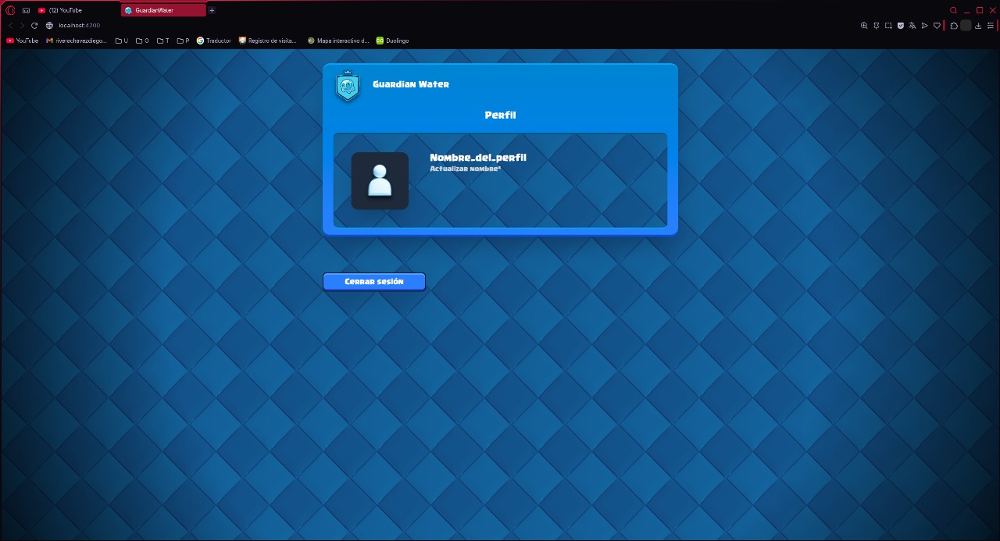 (12) YouTube
GuardianWater
localhost:4200
YouTube
riverachavezdiego...
U
O
T
P
Traductor
Registro de visita...
Mapa interactivo d...
Duolingo
Guardian Water
Perfil
Nombre_del_perfil
Actualizar nombre*
Cerrar sesión